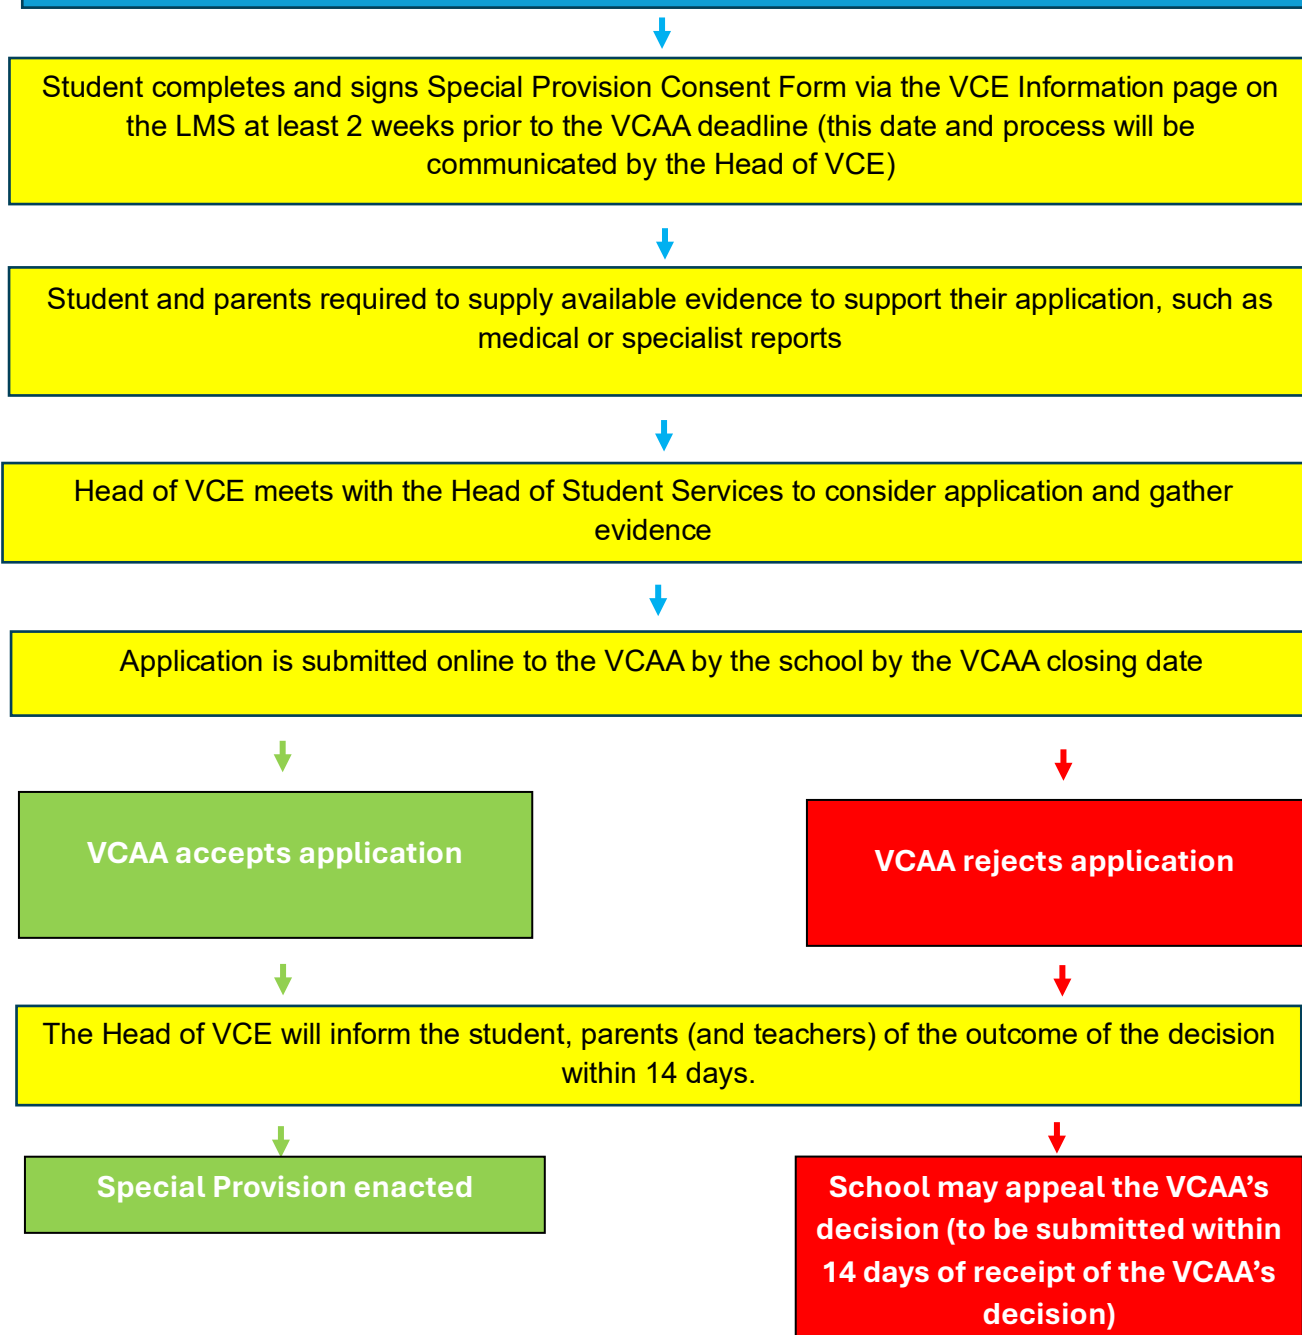 Student completes and signs Special Provision Consent Form via the VCE Information page on
the LMS at least 2 weeks prior to the VCAA deadline (this date and process will be
communicated by the Head of VCE)
Student and parents required to supply available evidence to support their application, such as
medical or specialist reports
Head of VCE meets with the Head of Student Services to consider application and gather
evidence
Application is submitted online to the VCAA by the school by the VCAA closing date
VCAA accepts application
VCAA rejects application
The Head of VCE will inform the student, parents (and teachers) of the outcome of the decision
within 14 days.
Special Provision enacted
School may appeal the VCAA’s
decision (to be submitted within
14 days of receipt of the VCAA’s
decision)